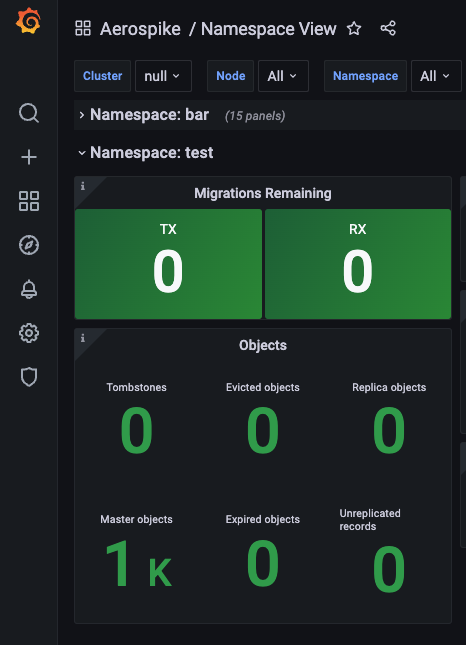 Aerospike / Namespace View
Cluster null Node All Namespace All
Namespace: bar (15 panels)
Namespace: test
i
Migrations Remaining
TX RX
0 0
i
Objects
Tombstones Evicted objects Replica objects
0 0 0
Master objects Expired objects Unreplicated records
1 K 0 0